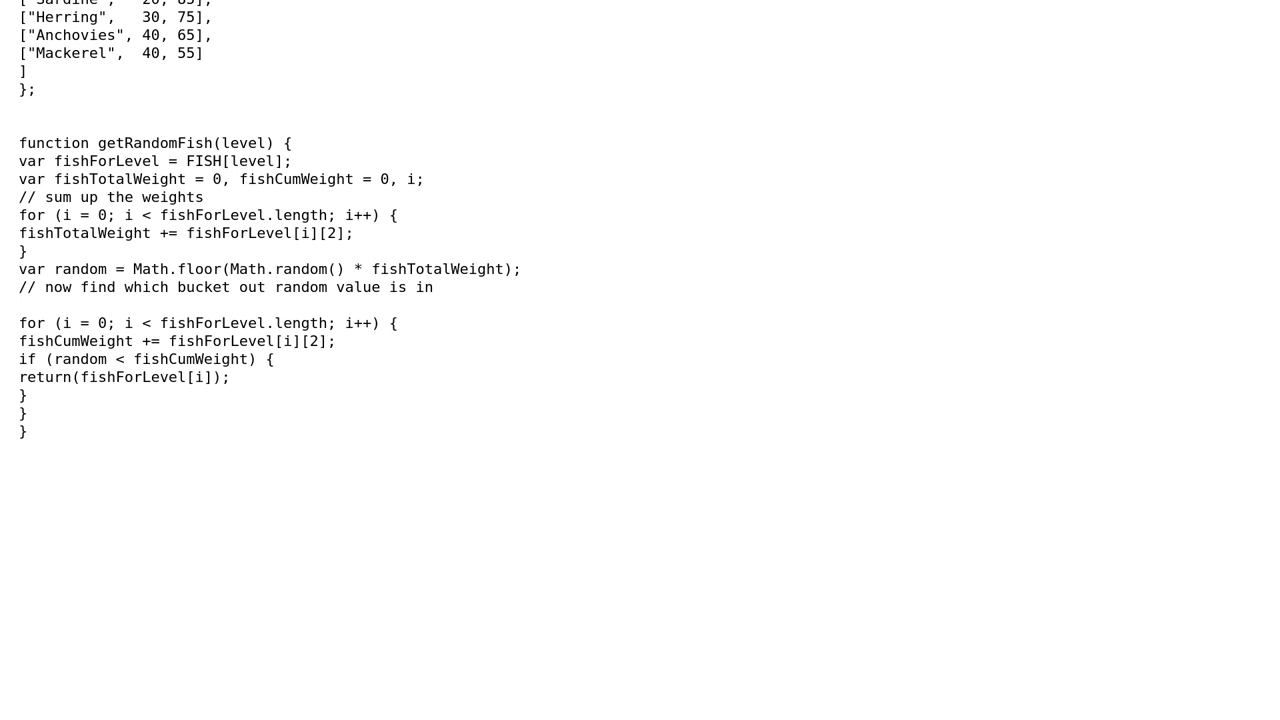 ["Sardine",   20, 85],
["Herring",   30, 75],
["Anchovies", 40, 65],
["Mackerel",  40, 55]
]
};
function getRandomFish(level) {
var fishForLevel = FISH[level];
var fishTotalWeight = 0, fishCumWeight = 0, i;
// sum up the weights
for (i = 0; i < fishForLevel.length; i++) {
fishTotalWeight += fishForLevel[i][2];
}
var random = Math.floor(Math.random() * fishTotalWeight);
// now find which bucket out random value is in
for (i = 0; i < fishForLevel.length; i++) {
fishCumWeight += fishForLevel[i][2];
if (random < fishCumWeight) {
return(fishForLevel[i]);
}
}
}